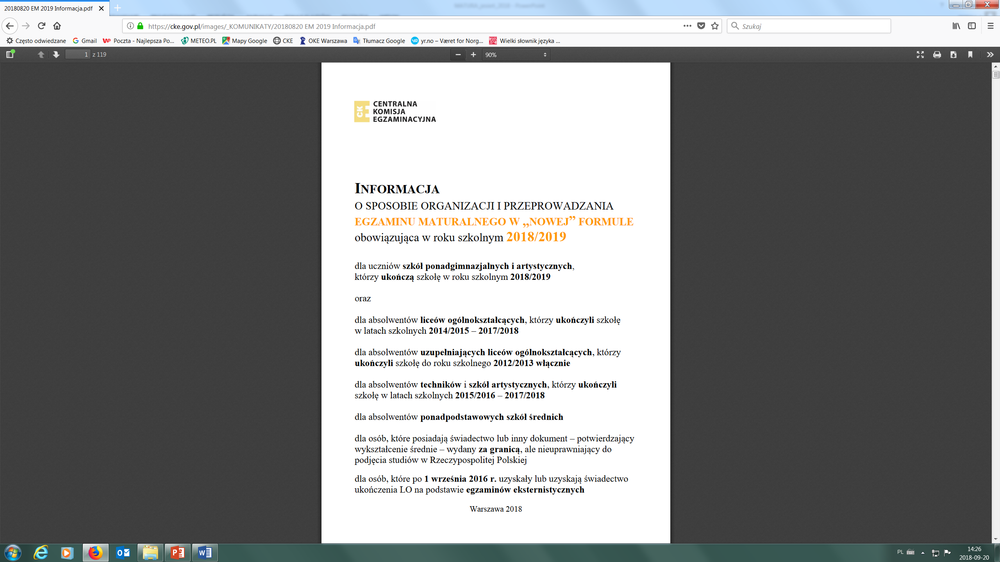 20180820 EM 2019 Informacja.pdf
https://cke.gov.pl/images/_KOMUNIKATY/20180820 EM 2019 Informacja.pdf
Szukaj
Często odwiedzane Gmail Poczta - Najlepsza Po... METEO.PL Mapy Google CKE OKE Warszawa Tłumacz Google yr.no – Været for Norg... Wielki słownik języka ...
1 z 119 90%
CENTRALNA
KOMISJA
EGZAMINACYJNA
CKE
INFORMACJA
O SPOSOBIE ORGANIZACJI I PRZEPROWADZANIA
EGZAMINU MATURALNEGO W „NOWEJ” FORMULE
obowiązująca w roku szkolnym 2018/2019
dla uczniów szkół ponadgimnazjalnych i artystycznych,
którzy ukończą szkołę w roku szkolnym 2018/2019
oraz
dla absolwentów liceów ogólnokształcących, którzy ukończyli szkołę
w latach szkolnych 2014/2015 – 2017/2018
dla absolwentów uzupełniających liceów ogólnokształcących, którzy
ukończyli szkołę do roku szkolnego 2012/2013 włącznie
dla absolwentów techników i szkół artystycznych, którzy ukończyli
szkołę w latach szkolnych 2015/2016 – 2017/2018
dla absolwentów ponadpodstawowych szkół średnich
dla osób, które posiadają świadectwo lub inny dokument – potwierdzający
wykształcenie średnie – wydany za granicą, ale nieuprawniający do
podjęcia studiów w Rzeczypospolitej Polskiej
dla osób, które po 1 września 2016 r. uzyskały lub uzyskają świadectwo
ukończenia LO na podstawie egzaminów eksternistycznych
Warszawa 2018
PL
14:26
2018-09-20